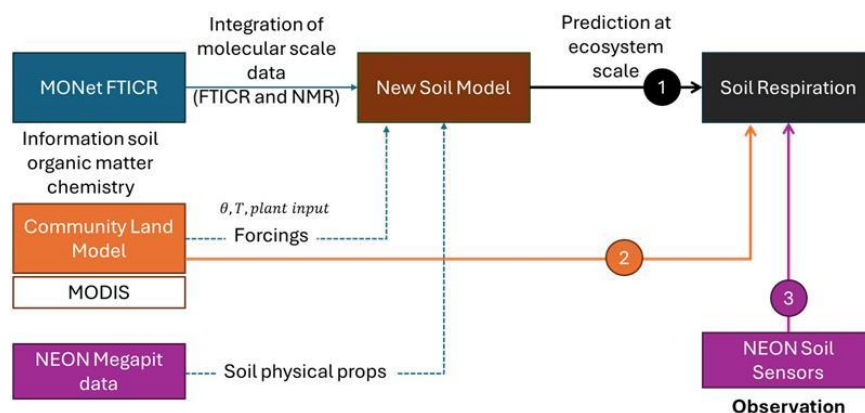 Integration of
molecular scale
data
(FTICR and NMR)
Prediction at
ecosystem
scale
MONet FTICR
New Soil Model
1
Soil Respiration
Information soil
organic matter
chemistry
θ, T, plant input
Community Land
Model
Forcings
2
MODIS
3
NEON Megapit
data
Soil physical props
NEON Soil
Sensors
Observation